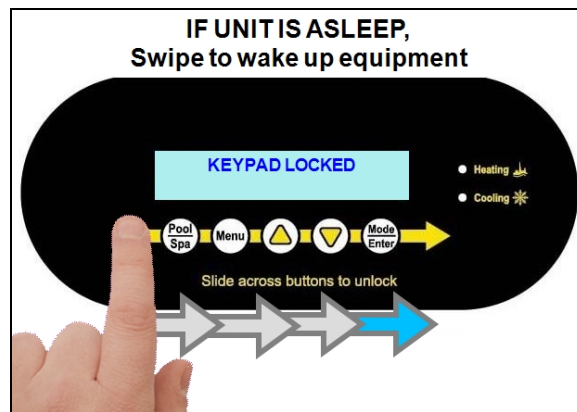 IF UNIT IS ASLEEP,
Swipe to wake up equipment
KEYPAD LOCKED
Heating
Cooling
Pool
Spa
Menu
Mode
Enter
Slide across buttons to unlock